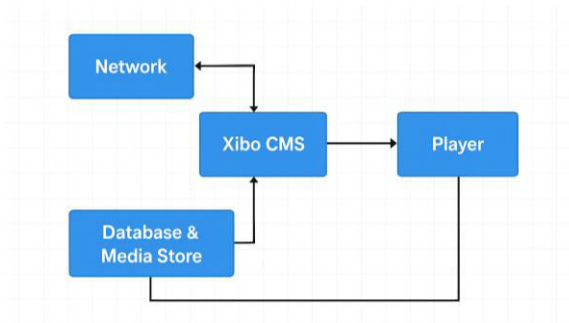 Network
Xibo CMS
Player
Database &
Media Store